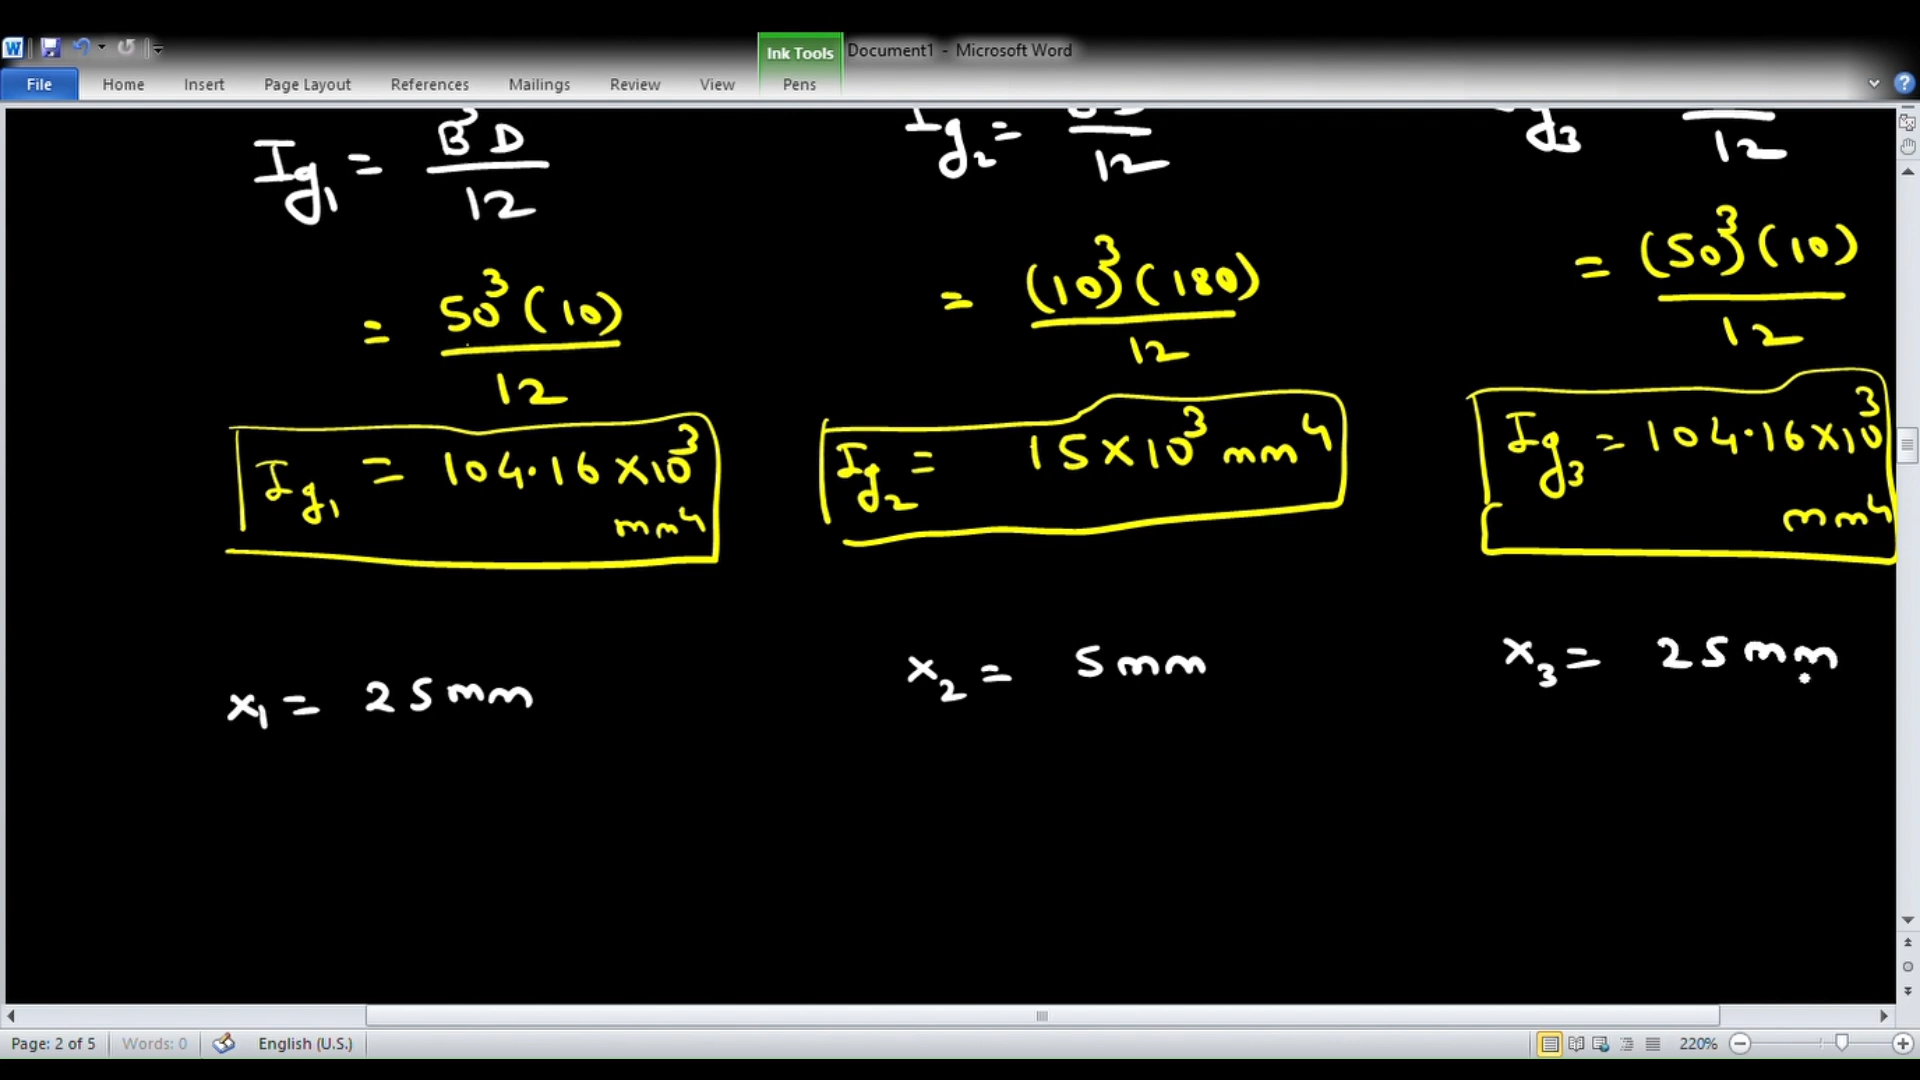 Ink Tools Document1 - Microsoft Word
File Home Insert Page Layout References Mailings Review View Pens
Ig₁ = B³D / 12
Ig₂ = / 12
g₃ / 12
= 50³(10) / 12
= (10)³(180) / 12
= (50)³(10) / 12
Ig₁ = 104.16 × 10³ mm⁴
Ig₂ = 15 × 10³ mm⁴
Ig₃ = 104.16 × 10³ mm⁴
x₁ = 25 mm
x₂ = 5 mm
x₃ = 25 mm
Page: 2 of 5 Words: 0 English (U.S.) 220%